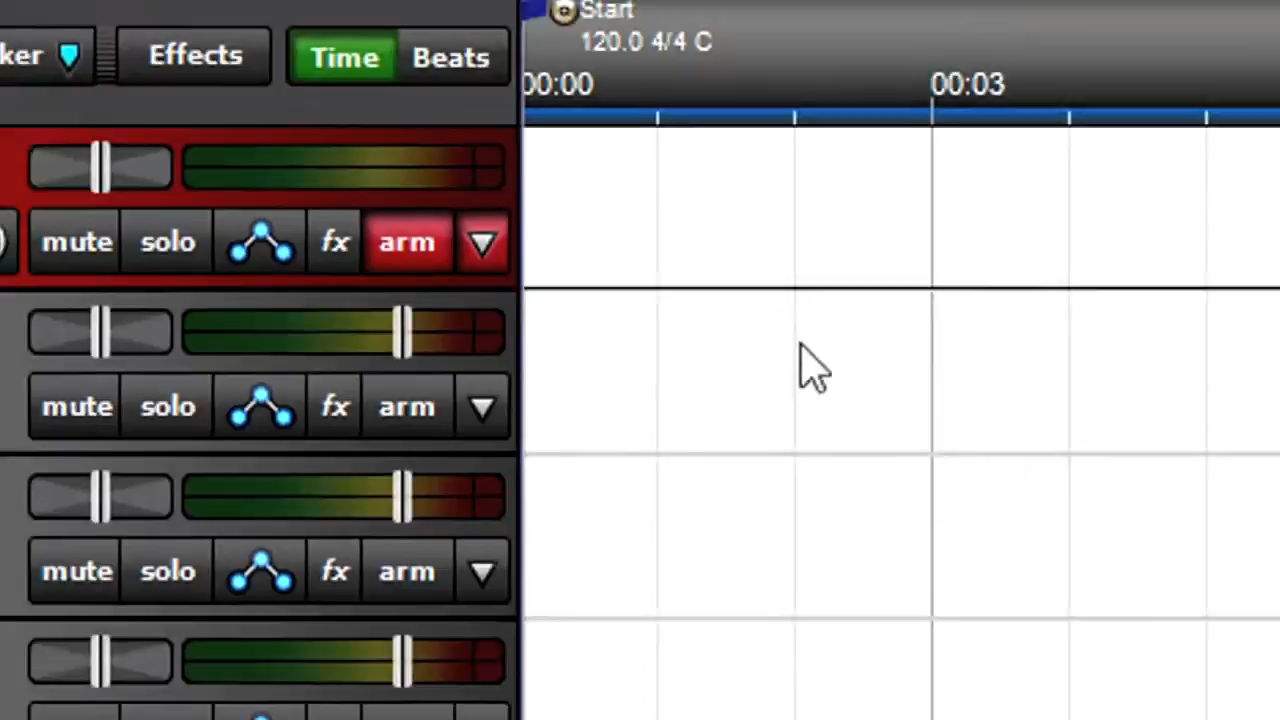 Start
ker Effects Time Beats
120.0 4/4 C
00:00 00:03
mute solo fx arm
mute solo fx arm
mute solo fx arm